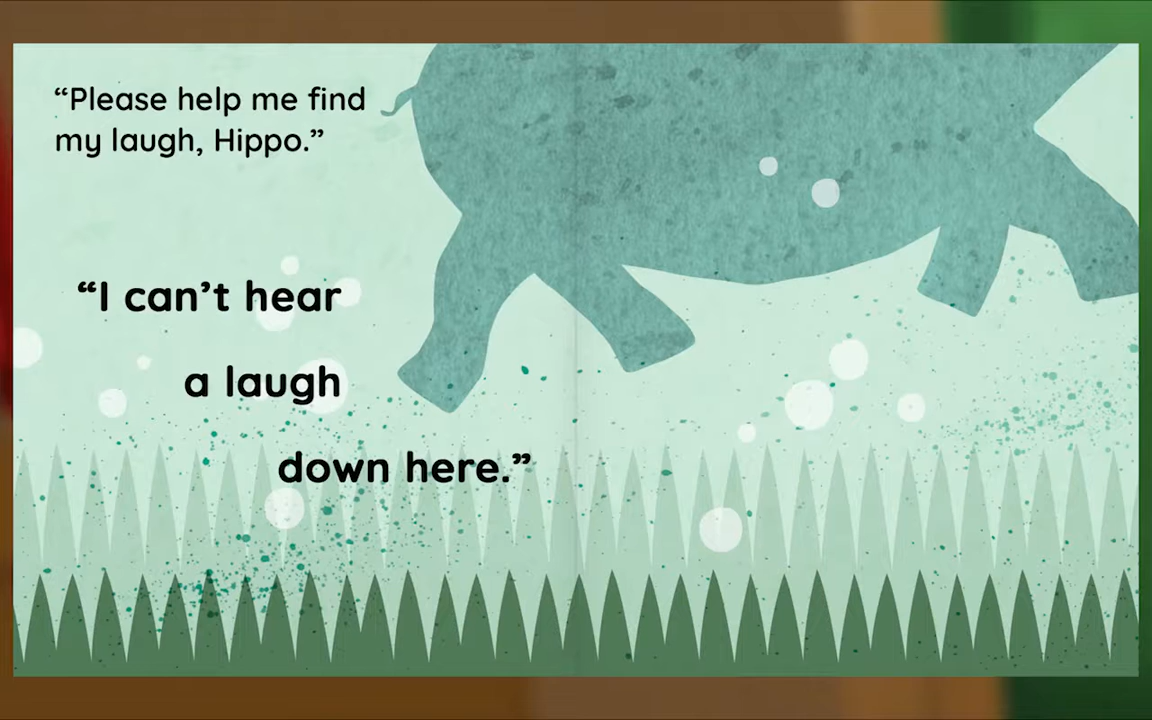 “Please help me find
my laugh, Hippo.”
“I can’t hear
a laugh
down here.”